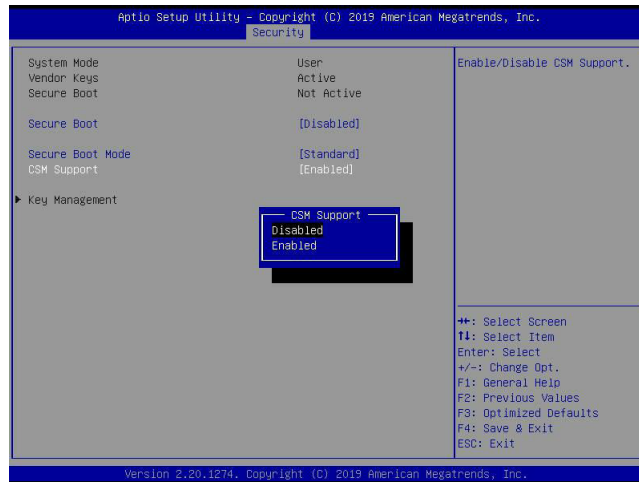 Aptio Setup Utility – Copyright (C) 2019 American Megatrends, Inc.
Security
System Mode User
Vendor Keys Active
Secure Boot Not Active
Secure Boot [Disabled]
Secure Boot Mode [Standard]
CSM Support [Enabled]
Key Management
CSM Support
Disabled
Enabled
Enable/Disable CSM Support.
→←: Select Screen
↑↓: Select Item
Enter: Select
+/-: Change Opt.
F1: General Help
F2: Previous Values
F3: Optimized Defaults
F4: Save & Exit
ESC: Exit
Version 2.20.1274. Copyright (C) 2019 American Megatrends, Inc.